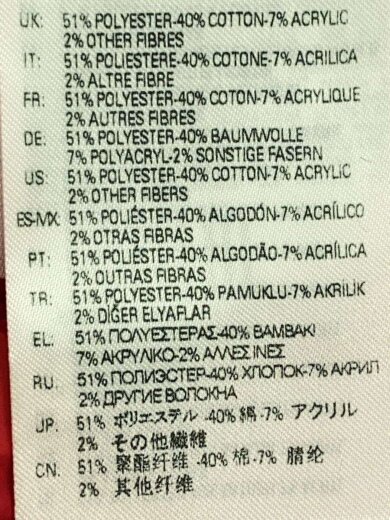 UK: 51% POLYESTER-40% COTTON-7% ACRYLIC
2% OTHER FIBRES
IT: 51% POLIESTERE-40% COTONE-7% ACRILICA
2% ALTRE FIBRE
FR: 51% POLYESTER-40% COTON-7% ACRYLIQUE
2% AUTRES FIBRES
DE: 51% POLYESTER-40% BAUMWOLLE
7% POLYACRYL-2% SONSTIGE FASERN
US: 51% POLYESTER-40% COTTON-7% ACRYLIC
2% OTHER FIBERS
ES-MX: 51% POLIÉSTER-40% ALGODÓN-7% ACRÍLICO
2% OTRAS FIBRAS
PT: 51% POLIÉSTER-40% ALGODÃO-7% ACRÍLICA
2% OUTRAS FIBRAS
TR: 51% POLYESTER-40% PAMUKLU-7% AKRİLİK
2% DİĞER ELYAFLAR
EL: 51% ΠΟΛΥΕΣΤΕΡΑΣ-40% ΒΑΜΒΑΚΙ
7% ΑΚΡΥΛΙΚΟ-2% ΑΛΛΕΣ ΙΝΕΣ
RU: 51% ПОЛИЭСТЕР-40% ХЛОПОК-7% АКРИЛ
2% ДРУГИЕ ВОЛОКНА
JP: 51% ポリエステル -40% 綿 -7% アクリル
2% その他繊維
CN: 51% 聚酯纤维 -40% 棉 -7% 腈纶
2% 其他纤维